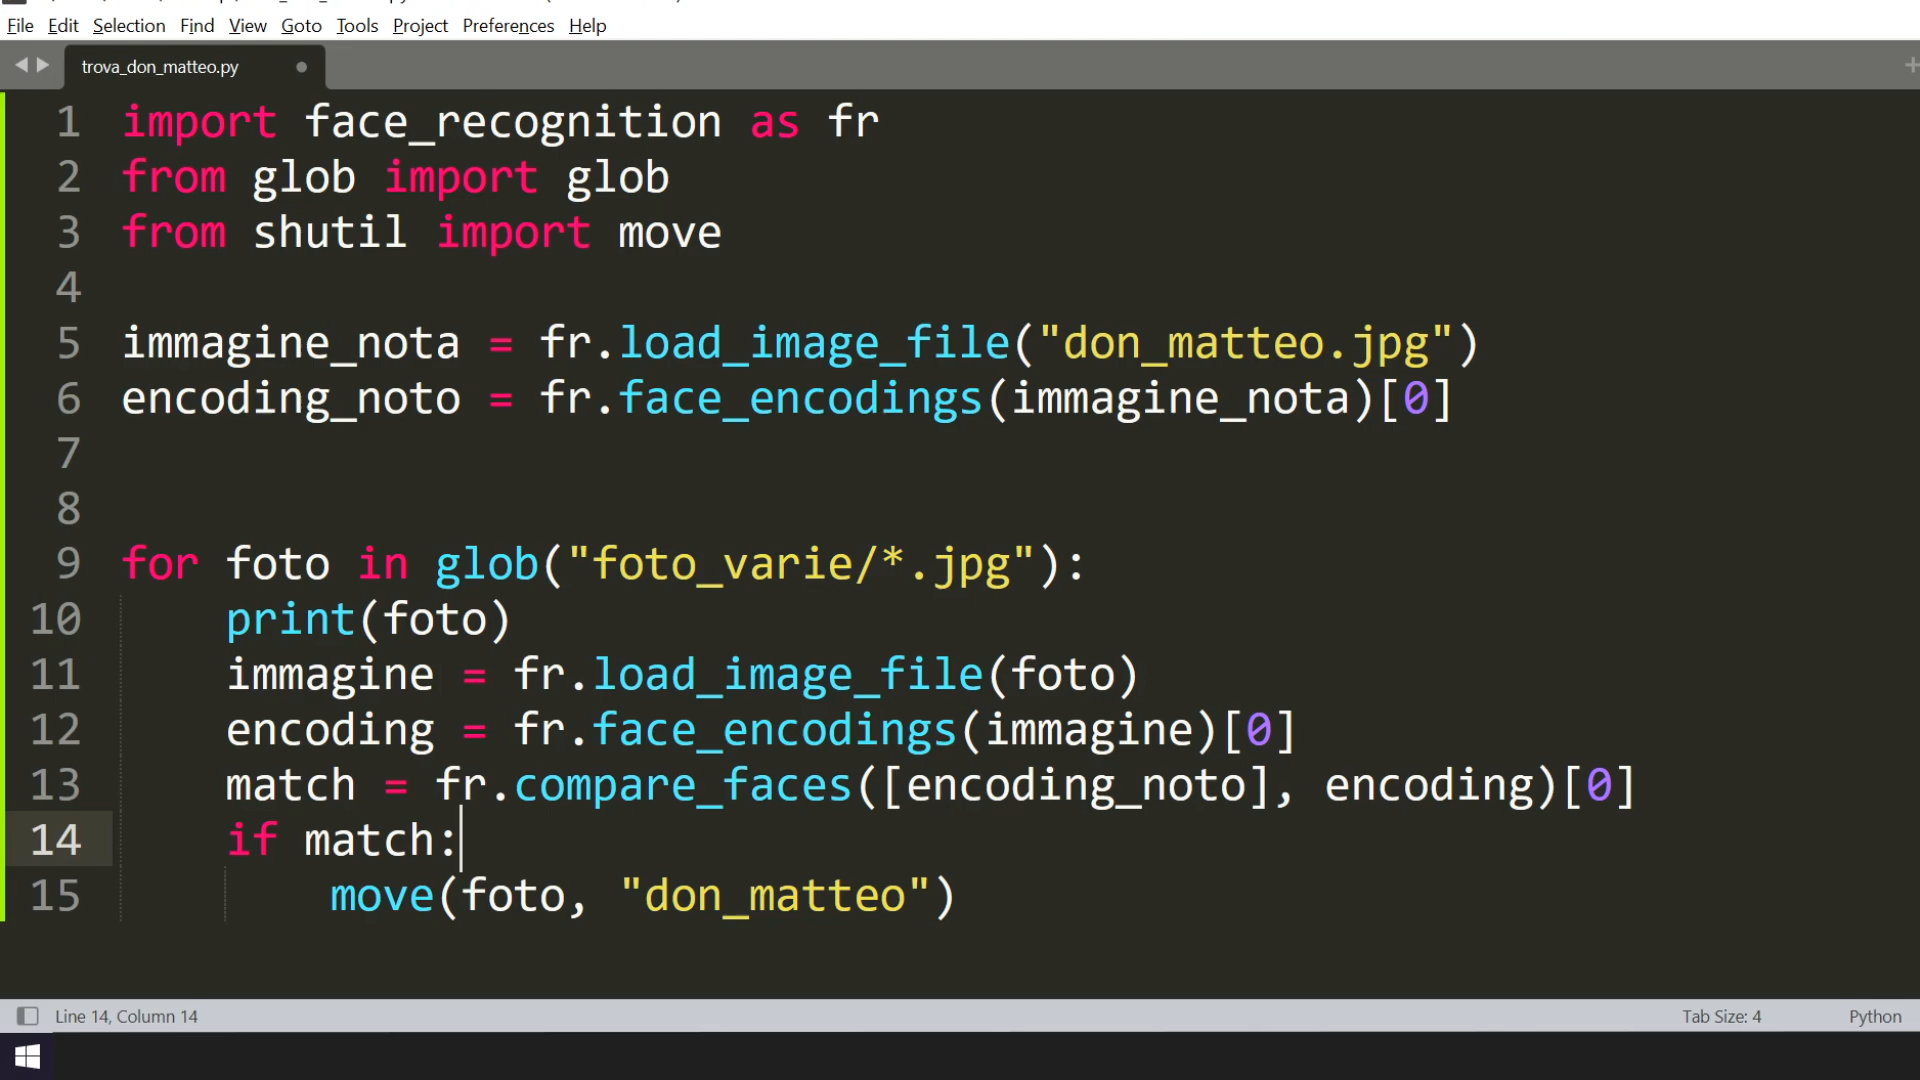 File Edit Selection Find View Goto Tools Project Preferences Help
trova_don_matteo.py
1 import face_recognition as fr
2 from glob import glob
3 from shutil import move
4
5 immagine_nota = fr.load_image_file("don_matteo.jpg")
6 encoding_noto = fr.face_encodings(immagine_nota)[0]
7
8
9 for foto in glob("foto_varie/*.jpg"):
10 print(foto)
11 immagine = fr.load_image_file(foto)
12 encoding = fr.face_encodings(immagine)[0]
13 match = fr.compare_faces([encoding_noto], encoding)[0]
14 if match:
15 move(foto, "don_matteo")
Line 14, Column 14
Tab Size: 4
Python